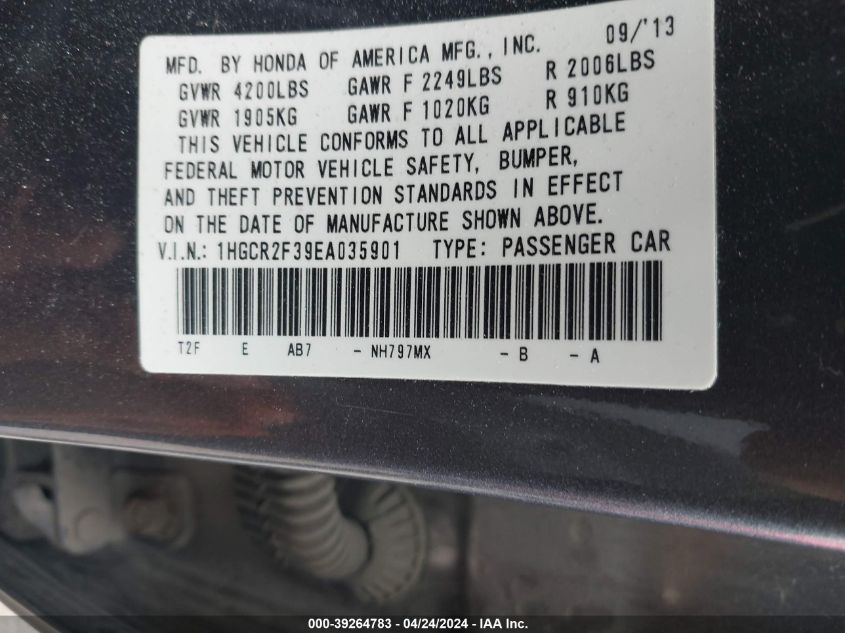 09/'13
MFD. BY HONDA OF AMERICA MFG., INC.
GVWR 4200LBS GAWR F 2249LBS R 2006LBS
GVWR 1905KG GAWR F 1020KG R 910KG
THIS VEHICLE CONFORMS TO ALL APPLICABLE
FEDERAL MOTOR VEHICLE SAFETY, BUMPER,
AND THEFT PREVENTION STANDARDS IN EFFECT
ON THE DATE OF MANUFACTURE SHOWN ABOVE.
V.I.N.: 1HGCR2F39EA035901 TYPE: PASSENGER CAR
T2F E AB7 - NH797MX - B - A
000-39264783 / 04/24/2024 - IAA Inc.